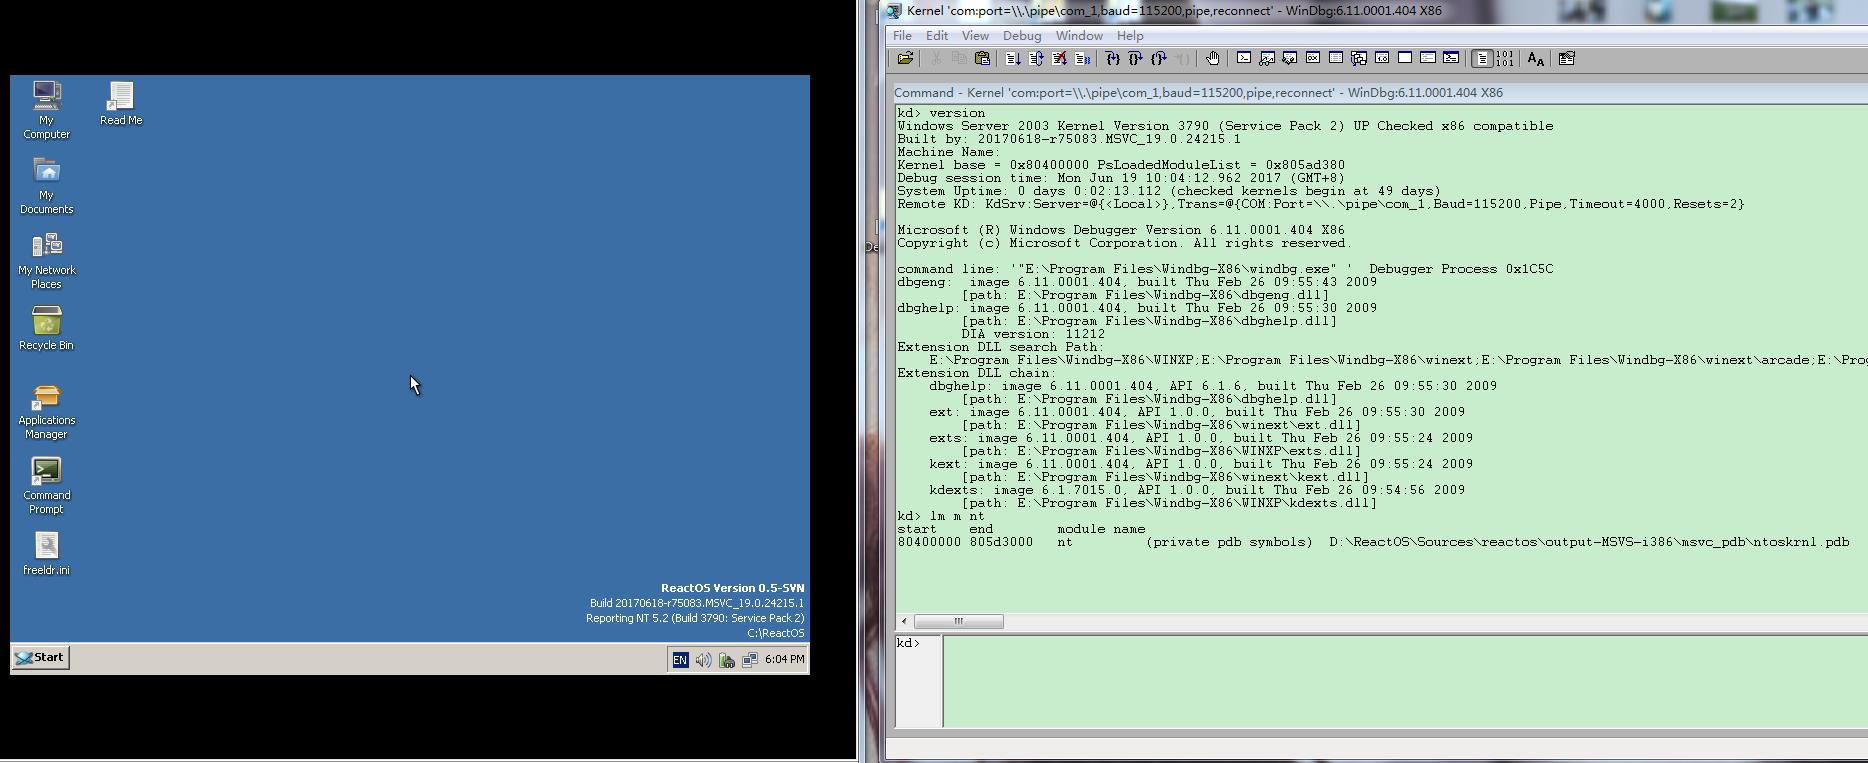 My
Computer
Read Me
My
Documents
My Network
Places
Recycle Bin
Applications
Manager
Command
Prompt
freeldr.ini
ReactOS Version 0.5-SVN
Build 20170618-r75083.MSVC_19.0.24215.1
Reporting NT 5.2 (Build 3790: Service Pack 2)
C:\ReactOS
Start
EN
6:04 PM
De
Kernel 'com:port=\\.\pipe\com_1,baud=115200,pipe,reconnect' - WinDbg:6.11.0001.404 X86
File Edit View Debug Window Help
Command - Kernel 'com:port=\\.\pipe\com_1,baud=115200,pipe,reconnect' - WinDbg:6.11.0001.404 X86
kd> version
Windows Server 2003 Kernel Version 3790 (Service Pack 2) UP Checked x86 compatible
Built by: 20170618-r75083.MSVC_19.0.24215.1
Machine Name:
Kernel base = 0x80400000 PsLoadedModuleList = 0x805ad380
Debug session time: Mon Jun 19 10:04:12.962 2017 (GMT+8)
System Uptime: 0 days 0:02:13.112 (checked kernels begin at 49 days)
Remote KD: KdSrv:Server=@{<Local>},Trans=@{COM:Port=\\.\pipe\com_1,Baud=115200,Pipe,Timeout=4000,Resets=2}
Microsoft (R) Windows Debugger Version 6.11.0001.404 X86
Copyright (c) Microsoft Corporation. All rights reserved.
command line: '"E:\Program Files\Windbg-X86\windbg.exe" '  Debugger Process 0x1C5C
dbgeng:  image 6.11.0001.404, built Thu Feb 26 09:55:43 2009
[path: E:\Program Files\Windbg-X86\dbgeng.dll]
dbghelp: image 6.11.0001.404, built Thu Feb 26 09:55:30 2009
[path: E:\Program Files\Windbg-X86\dbghelp.dll]
DIA version: 11212
Extension DLL search Path:
E:\Program Files\Windbg-X86\WINXP;E:\Program Files\Windbg-X86\winext;E:\Program Files\Windbg-X86\winext\arcade;E:\Pro
Extension DLL chain:
dbghelp: image 6.11.0001.404, API 6.1.6, built Thu Feb 26 09:55:30 2009
[path: E:\Program Files\Windbg-X86\dbghelp.dll]
ext: image 6.11.0001.404, API 1.0.0, built Thu Feb 26 09:55:30 2009
[path: E:\Program Files\Windbg-X86\winext\ext.dll]
exts: image 6.11.0001.404, API 1.0.0, built Thu Feb 26 09:55:24 2009
[path: E:\Program Files\Windbg-X86\WINXP\exts.dll]
kext: image 6.11.0001.404, API 1.0.0, built Thu Feb 26 09:55:24 2009
[path: E:\Program Files\Windbg-X86\winext\kext.dll]
kdexts: image 6.1.7015.0, API 1.0.0, built Thu Feb 26 09:54:56 2009
[path: E:\Program Files\Windbg-X86\WINXP\kdexts.dll]
kd> lm m nt
start    end        module name
80400000 805d3000   nt         (private pdb symbols)  D:\ReactOS\Sources\reactos\output-MSVS-i386\msvc_pdb\ntoskrnl.pdb
kd>